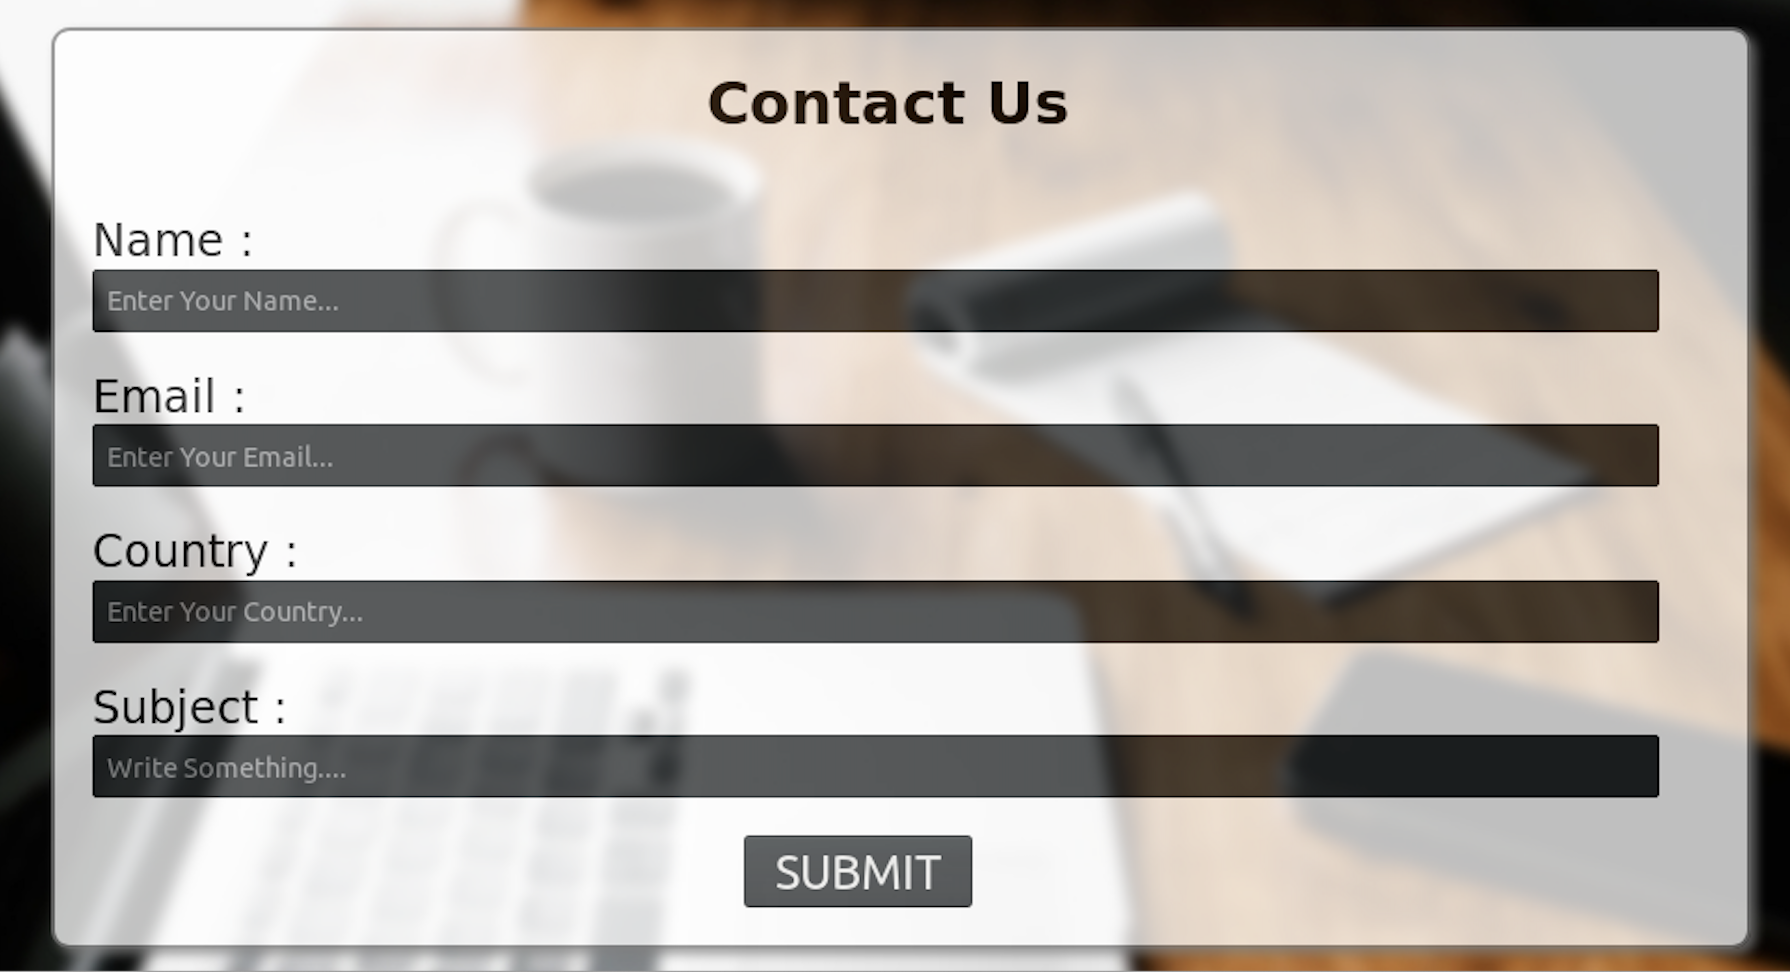 Contact Us
Name :
Enter Your Name...
Email :
Enter Your Email...
Country :
Enter Your Country...
Subject :
Write Something....
SUBMIT